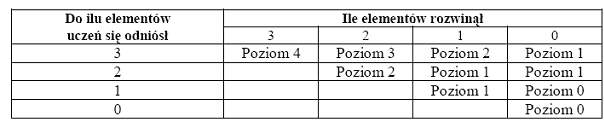 Do ilu elementów uczeń się odniósł Ile elementów rozwinął
3 2 1 0
3 Poziom 4 Poziom 3 Poziom 2 Poziom 1
2 Poziom 2 Poziom 1 Poziom 1
1 Poziom 1 Poziom 0
0 Poziom 0